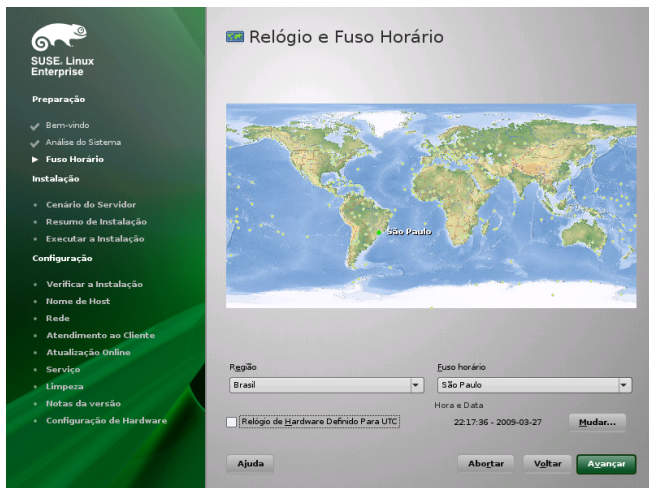 SUSE. Linux
Enterprise
Preparação
Bem-vindo
Análise do Sistema
Fuso Horário
Instalação
Cenário do Servidor
Resumo de Instalação
Executar a Instalação
Configuração
Verificar a Instalação
Nome de Host
Rede
Atendimento ao Cliente
Atualização Online
Serviço
Limpeza
Notas da versão
Configuração de Hardware
Relógio e Fuso Horário
São Paulo
Região
Brasil
Fuso horário
São Paulo
Relógio de Hardware Definido Para UTC
Hora e Data
22:17:36 - 2009-03-27
Mudar...
Ajuda
Abortar
Voltar
Avançar